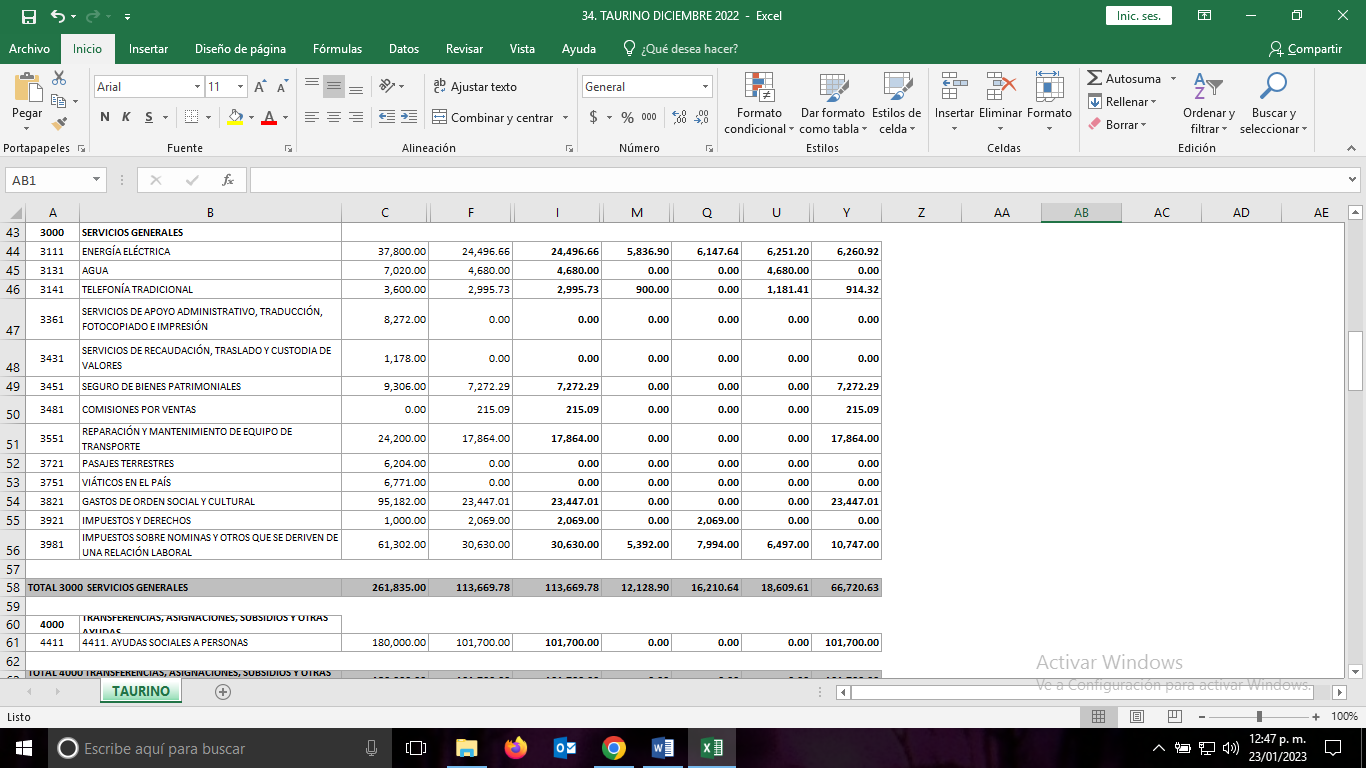 34. TAURINO DICIEMBRE 2022 - Excel
Inic. ses.
Archivo Inicio Insertar Diseño de página Fórmulas Datos Revisar Vista Ayuda ¿Qué desea hacer? Compartir
Pegar
Arial 11
N K S
Ajustar texto
Combinar y centrar
General
$ % 000
Formato condicional
Dar formato como tabla
Estilos de celda
Insertar Eliminar Formato
Autosuma
Rellenar
Borrar
Ordenar y filtrar
Buscar y seleccionar
Portapapeles Fuente Alineación Número Estilos Celdas Edición
AB1 fx
A B C F I M Q U Y Z AA AB AC AD AE
43 3000 SERVICIOS GENERALES
44 3111 ENERGÍA ELÉCTRICA 37,800.00 24,496.66 24,496.66 5,836.90 6,147.64 6,251.20 6,260.92
45 3131 AGUA 7,020.00 4,680.00 4,680.00 0.00 0.00 4,680.00 0.00
46 3141 TELEFONÍA TRADICIONAL 3,600.00 2,995.73 2,995.73 900.00 0.00 1,181.41 914.32
47 3361 SERVICIOS DE APOYO ADMINISTRATIVO, TRADUCCIÓN, FOTOCOPIADO E IMPRESIÓN 8,272.00 0.00 0.00 0.00 0.00 0.00 0.00
48 3431 SERVICIOS DE RECAUDACIÓN, TRASLADO Y CUSTODIA DE VALORES 1,178.00 0.00 0.00 0.00 0.00 0.00 0.00
49 3451 SEGURO DE BIENES PATRIMONIALES 9,306.00 7,272.29 7,272.29 0.00 0.00 0.00 7,272.29
50 3481 COMISIONES POR VENTAS 0.00 215.09 215.09 0.00 0.00 0.00 215.09
51 3551 REPARACIÓN Y MANTENIMIENTO DE EQUIPO DE TRANSPORTE 24,200.00 17,864.00 17,864.00 0.00 0.00 0.00 17,864.00
52 3721 PASAJES TERRESTRES 6,204.00 0.00 0.00 0.00 0.00 0.00 0.00
53 3751 VIÁTICOS EN EL PAÍS 6,771.00 0.00 0.00 0.00 0.00 0.00 0.00
54 3821 GASTOS DE ORDEN SOCIAL Y CULTURAL 95,182.00 23,447.01 23,447.01 0.00 0.00 0.00 23,447.01
55 3921 IMPUESTOS Y DERECHOS 1,000.00 2,069.00 2,069.00 0.00 2,069.00 0.00 0.00
56 3981 IMPUESTOS SOBRE NOMINAS Y OTROS QUE SE DERIVEN DE UNA RELACIÓN LABORAL 61,302.00 30,630.00 30,630.00 5,392.00 7,994.00 6,497.00 10,747.00
57
58 TOTAL 3000 SERVICIOS GENERALES 261,835.00 113,669.78 113,669.78 12,128.90 16,210.64 18,609.61 66,720.63
59
60 4000 TRANSFERENCIAS, ASIGNACIONES, SUBSIDIOS Y OTRAS AYUDAS
61 4411 4411. AYUDAS SOCIALES A PERSONAS 180,000.00 101,700.00 101,700.00 0.00 0.00 0.00 101,700.00
62
TOTAL 4000 TRANSFERENCIAS, ASIGNACIONES, SUBSIDIOS Y OTRAS
Activar Windows
Ve a Configuración para activar Windows.
TAURINO
Listo
100%
Escribe aquí para buscar
12:47 p. m.
23/01/2023